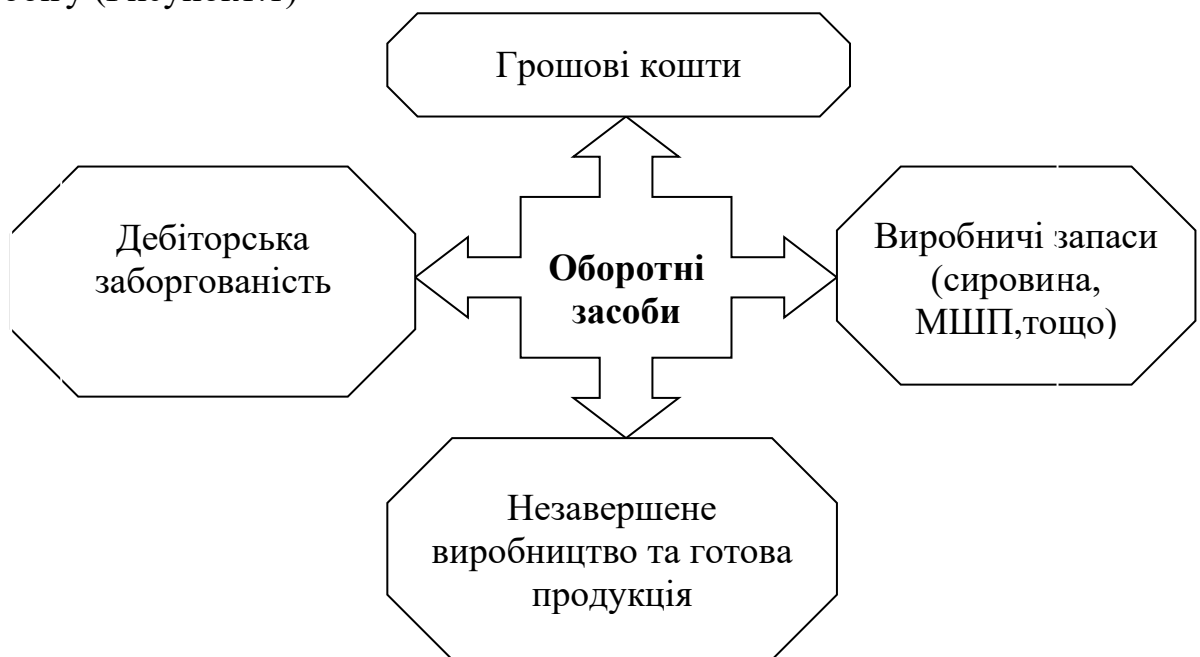 Грошові кошти
Дебіторська
заборгованість
Оборотні
засоби
Виробничі запаси
(сировина,
МШП,тощо)
Незавершене
виробництво та готова
продукція